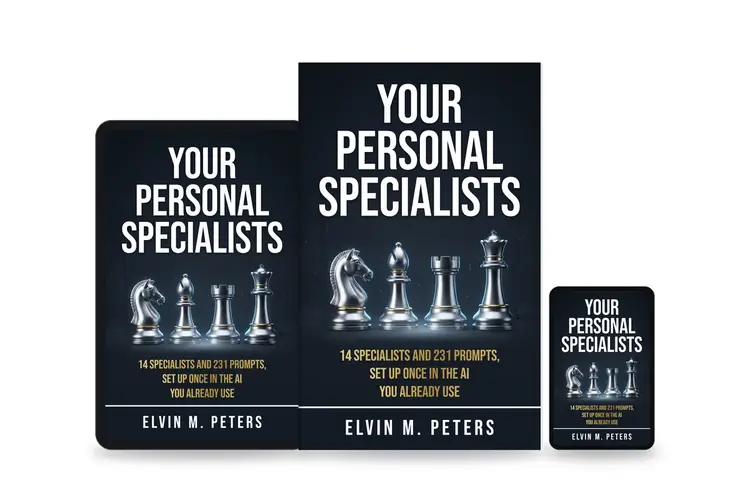 YOUR
PERSONAL
SPECIALISTS
14 SPECIALISTS AND 231 PROMPTS,
SET UP ONCE IN THE AI
YOU ALREADY USE
ELVIN M. PETERS
YOUR
PERSONAL
SPECIALISTS
14 SPECIALISTS AND 231 PROMPTS,
SET UP ONCE IN THE AI
YOU ALREADY USE
ELVIN M. PETERS
YOUR
PERSONAL
SPECIALISTS
14 SPECIALISTS AND 231 PROMPTS,
SET UP ONCE IN THE AI
YOU ALREADY USE
ELVIN M. PETERS